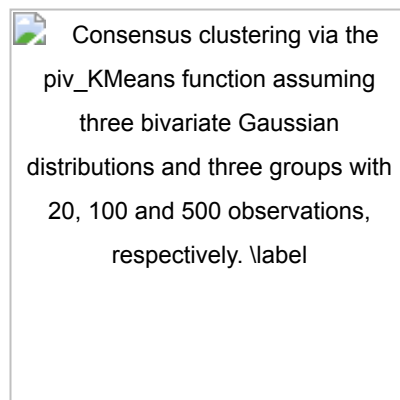 Consensus clustering via the
piv_KMeans function assuming
three bivariate Gaussian
distributions and three groups with
20, 100 and 500 observations,
respectively. \label